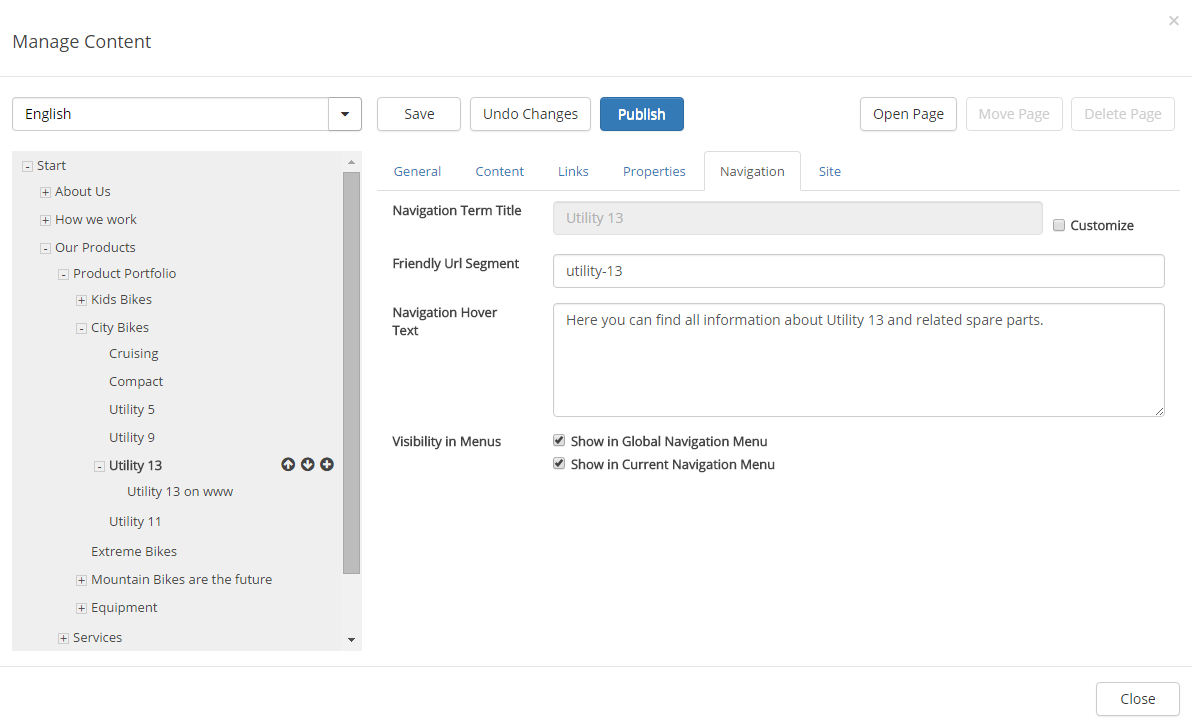 ×
Manage Content
English
Save
Undo Changes
Publish
Open Page
Move Page
Delete Page
Start
About Us
How we work
Our Products
Product Portfolio
Kids Bikes
City Bikes
Cruising
Compact
Utility 5
Utility 9
Utility 13
Utility 13 on www
Utility 11
Extreme Bikes
Mountain Bikes are the future
Equipment
Services
General
Content
Links
Properties
Navigation
Site
Navigation Term Title
Utility 13
Customize
Friendly Url Segment
utility-13
Navigation Hover
Text
Here you can find all information about Utility 13 and related spare parts.
Visibility in Menus
Show in Global Navigation Menu
Show in Current Navigation Menu
Close